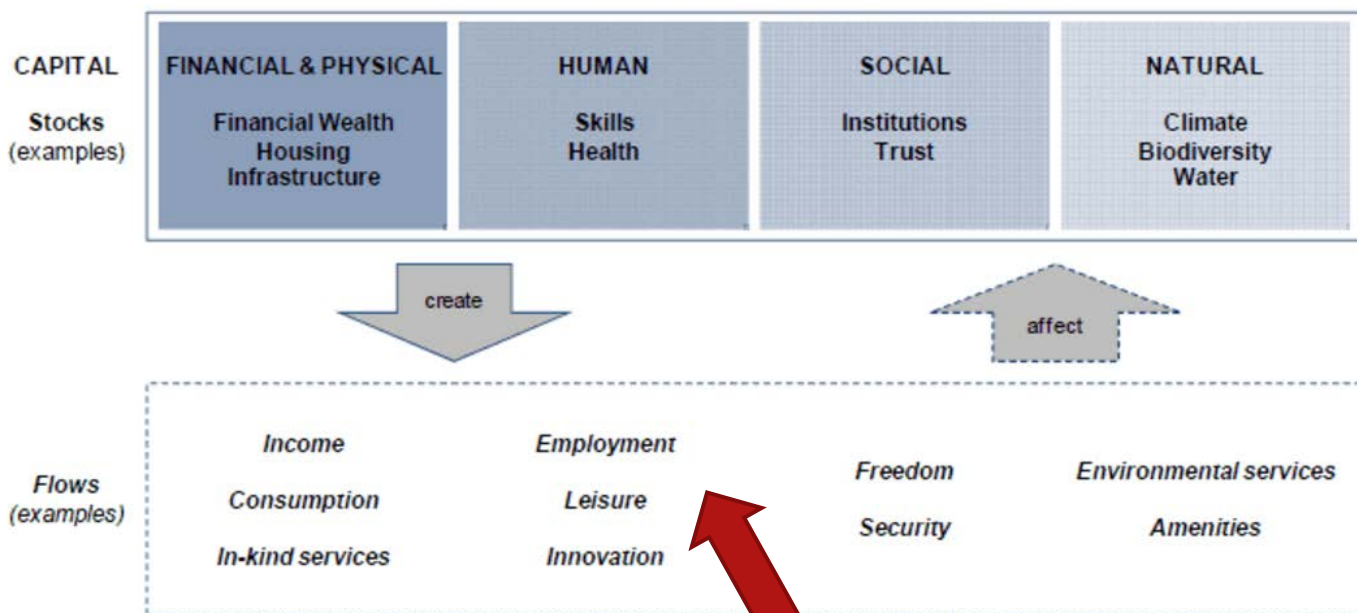 CAPITAL
FINANCIAL & PHYSICAL
HUMAN
SOCIAL
NATURAL
Stocks
(examples)
Financial Wealth
Housing
Infrastructure
Skills
Health
Institutions
Trust
Climate
Biodiversity
Water
create
affect
Flows
(examples)
Income
Consumption
In-kind services
Employment
Leisure
Innovation
Freedom
Security
Environmental services
Amenities